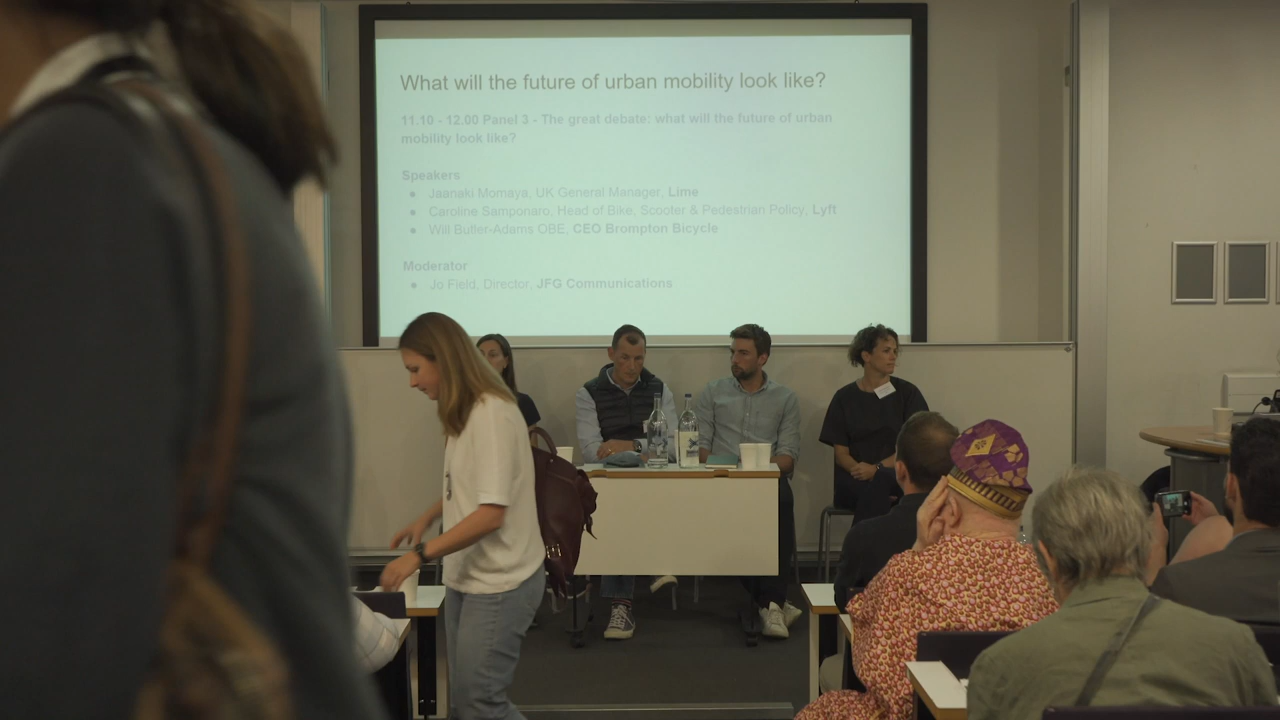 What will the future of urban mobility look like?
11.10 - 12.00 Panel 3 - The great debate: what will the future of urban
mobility look like?
Speakers
● Jaanaki Momaya, UK General Manager, Lime
● Caroline Samponaro, Head of Bike, Scooter & Pedestrian Policy, Lyft
● Will Butler-Adams OBE, CEO Brompton Bicycle
Moderator
● Jo Field, Director, JFG Communications